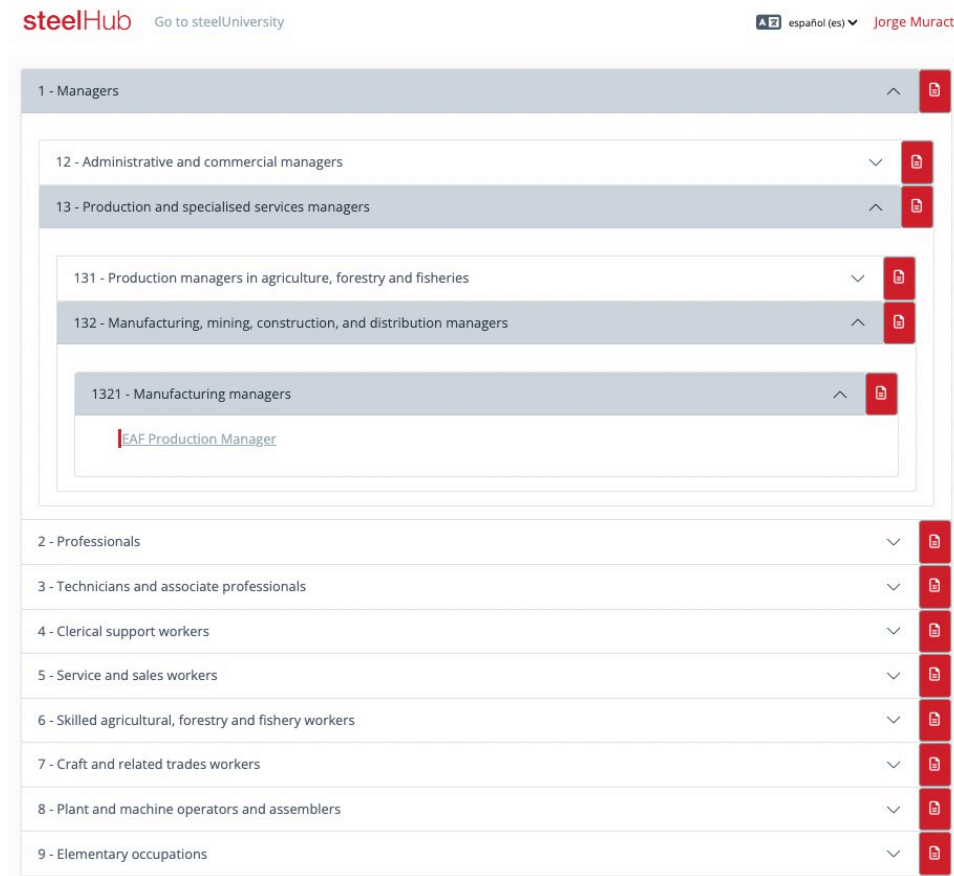 steelHub Go to steelUniversity español (es) Jorge Muract
1 - Managers
12 - Administrative and commercial managers
13 - Production and specialised services managers
131 - Production managers in agriculture, forestry and fisheries
132 - Manufacturing, mining, construction, and distribution managers
1321 - Manufacturing managers
EAF Production Manager
2 - Professionals
3 - Technicians and associate professionals
4 - Clerical support workers
5 - Service and sales workers
6 - Skilled agricultural, forestry and fishery workers
7 - Craft and related trades workers
8 - Plant and machine operators and assemblers
9 - Elementary occupations